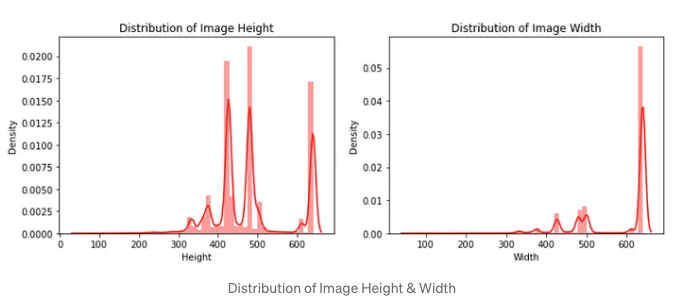 Distribution of Image Height
Distribution of Image Width
0.0200
0.0175
0.0150
0.0125
0.0100
0.0075
0.0050
0.0025
0.0000
Density
0 100 200 300 400 500 600
Height
0.05
0.04
0.03
0.02
0.01
0.00
Density
100 200 300 400 500 600
Width
Distribution of Image Height & Width